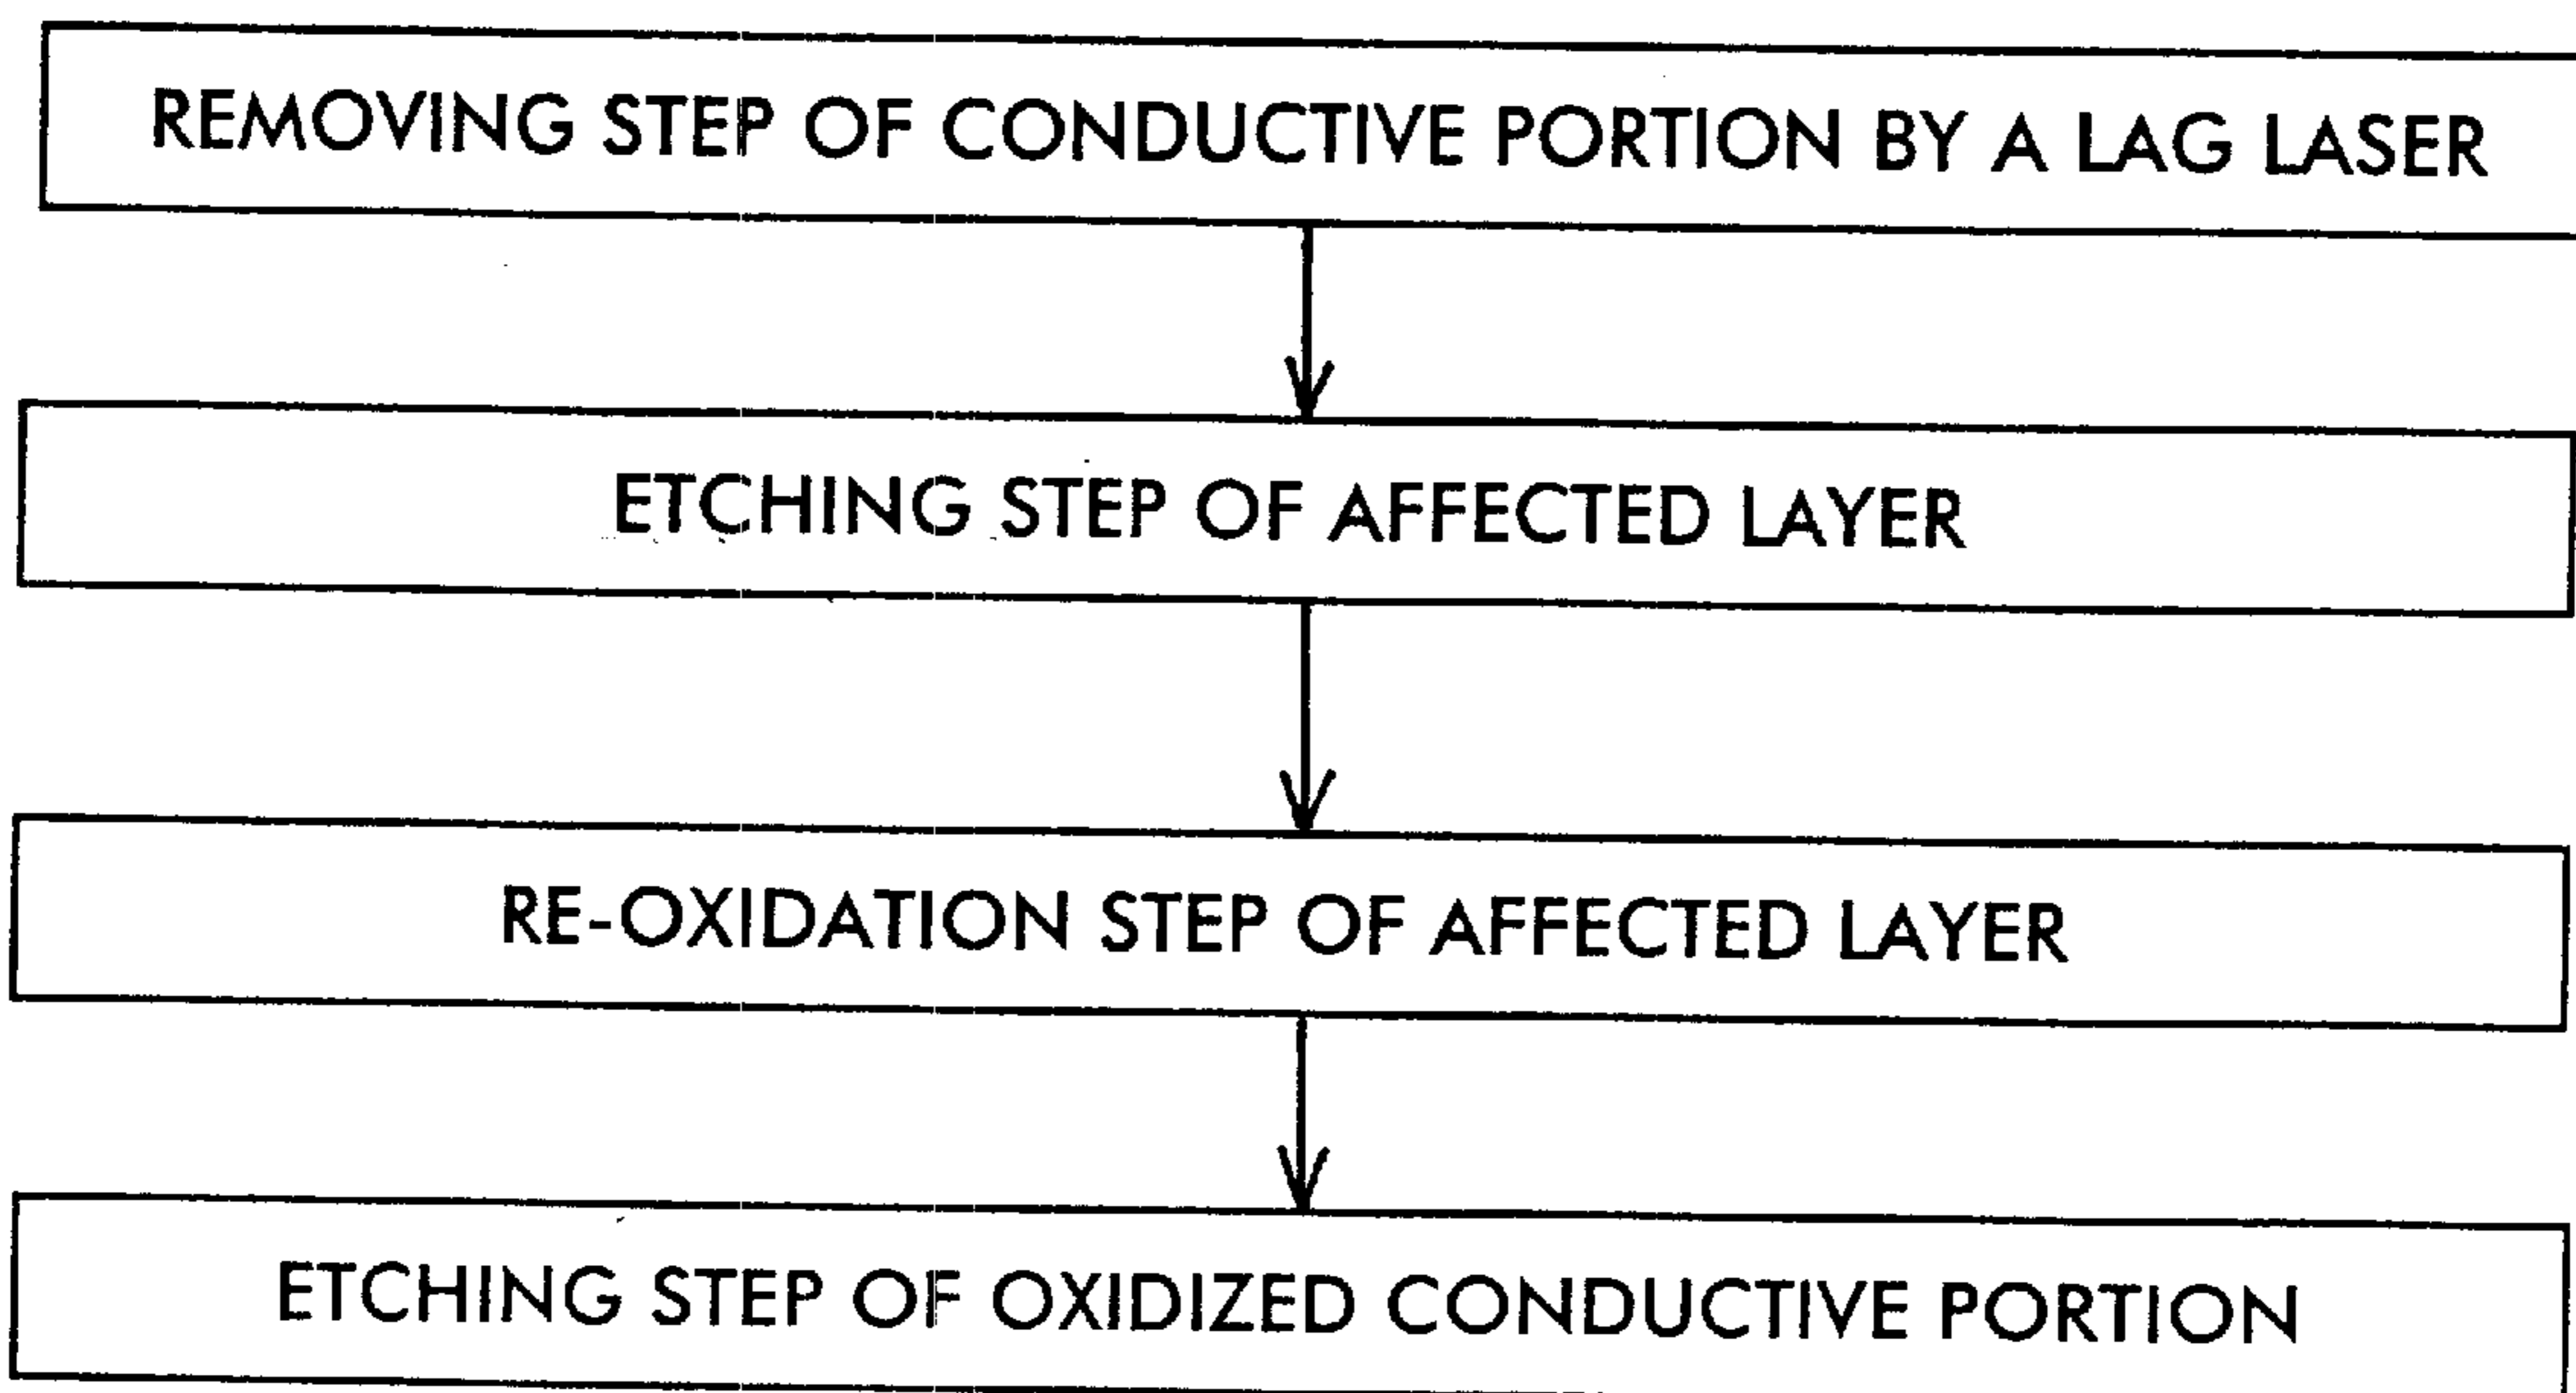 REMOVING STEP OF CONDUCTIVE PORTION BY A LAG LASER
ETCHING STEP OF AFFECTED LAYER
RE-OXIDATION STEP OF AFFECTED LAYER
ETCHING STEP OF OXIDIZED CONDUCTIVE PORTION